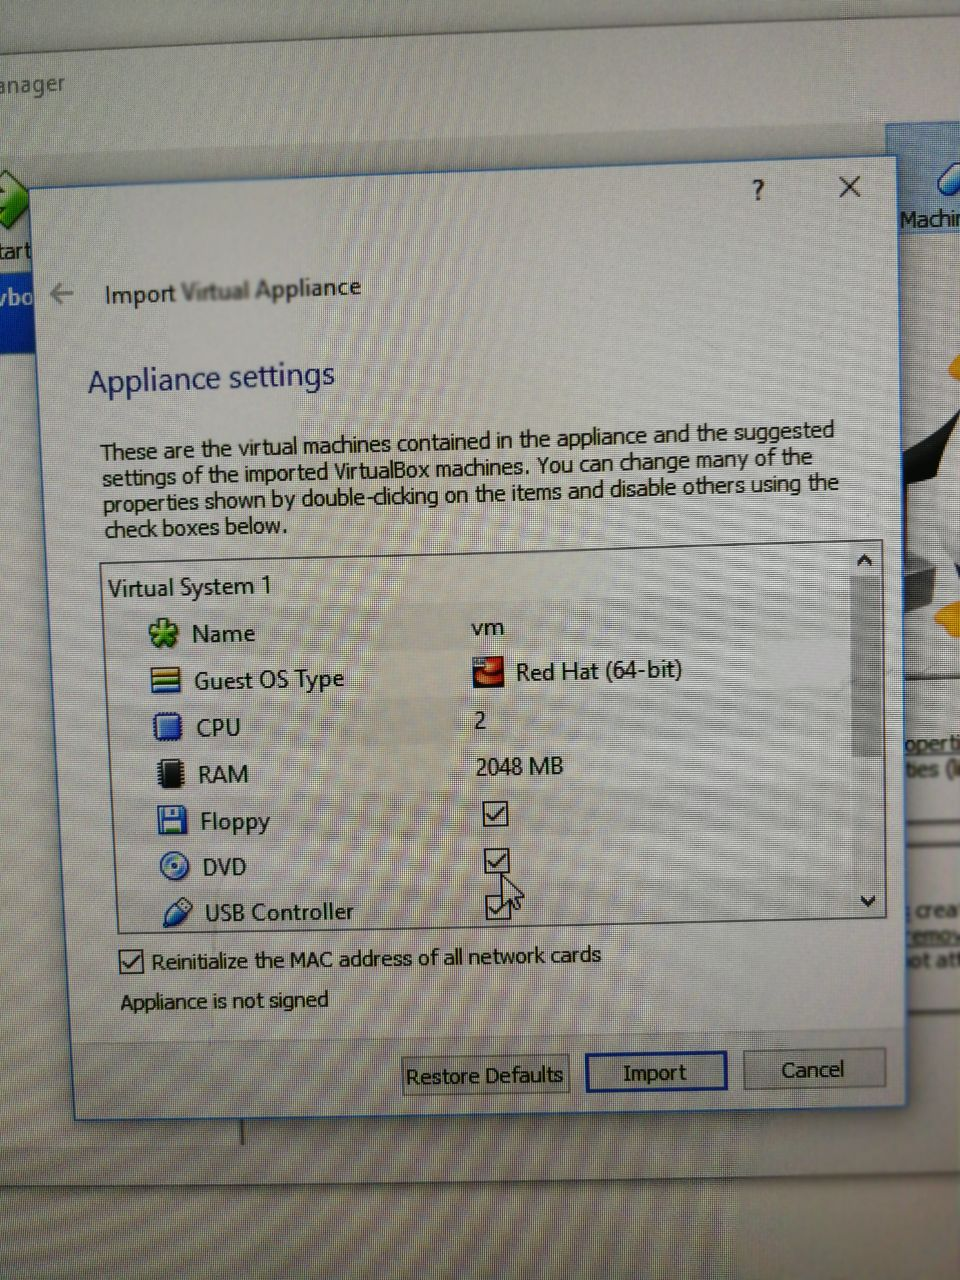 anager
tart
Machin
vbo
?
Import Virtual Appliance
Appliance settings
These are the virtual machines contained in the appliance and the suggested
settings of the imported VirtualBox machines. You can change many of the
properties shown by double-clicking on the items and disable others using the
check boxes below.
Virtual System 1
Name vm
Guest OS Type Red Hat (64-bit)
CPU 2
RAM 2048 MB
Floppy
DVD
USB Controller
Reinitialize the MAC address of all network cards
Appliance is not signed
Restore Defaults Import Cancel
operti
crea
emov
ot att